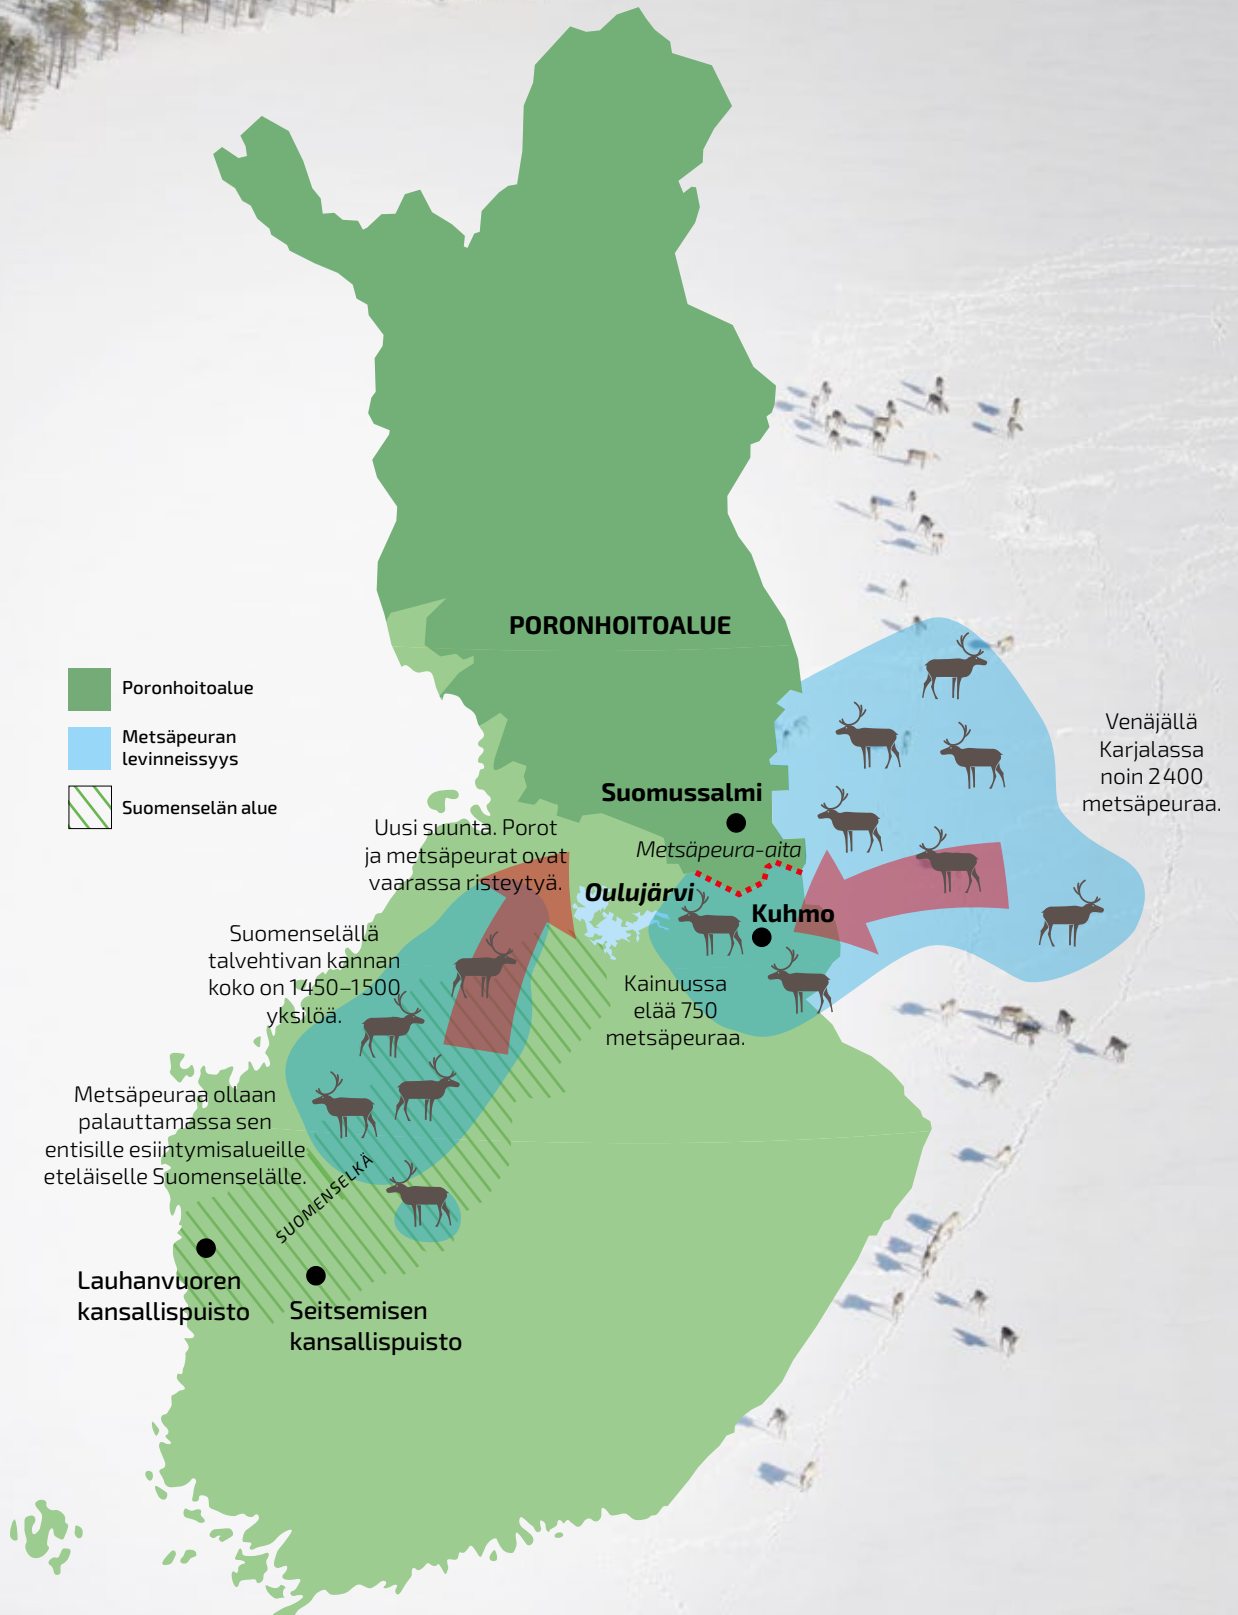 PORONHOITOALUE
Poronhoitoalue
Metsäpeuran
levinneissyys
Suomenselän alue
Venäjällä
Karjalassa
noin 2400
metsäpeuraa.
Suomussalmi
Metsäpeura-aita
Uusi suunta. Porot
ja metsäpeurat ovat
vaarassa risteytyä.
Oulujärvi
Kuhmo
Suomenselällä
talvehtivan kannan
koko on 1450–1500
yksilöä.
Kainuussa
elää 750
metsäpeuraa.
Metsäpeuraa ollaan
palauttamassa sen
entisille esiintymisalueille
eteläiselle Suomenselälle.
SUOMENSELKÄ
Lauhanvuoren
kansallispuisto
Seitsemisen
kansallispuisto